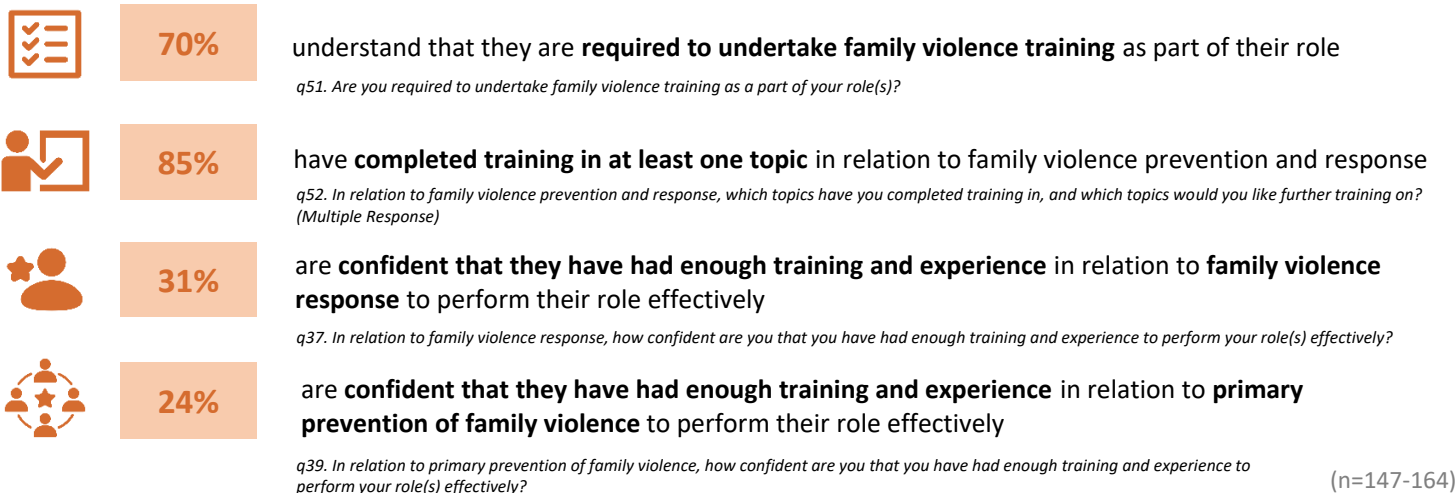 70%
understand that they are required to undertake family violence training as part of their role
q51. Are you required to undertake family violence training as a part of your role(s)?
85%
have completed training in at least one topic in relation to family violence prevention and response
q52. In relation to family violence prevention and response, which topics have you completed training in, and which topics would you like further training on?
(Multiple Response)
31%
are confident that they have had enough training and experience in relation to family violence
response to perform their role effectively
q37. In relation to family violence response, how confident are you that you have had enough training and experience to perform your role(s) effectively?
24%
are confident that they have had enough training and experience in relation to primary
prevention of family violence to perform their role effectively
q39. In relation to primary prevention of family violence, how confident are you that you have had enough training and experience to
perform your role(s) effectively?
(n=147-164)